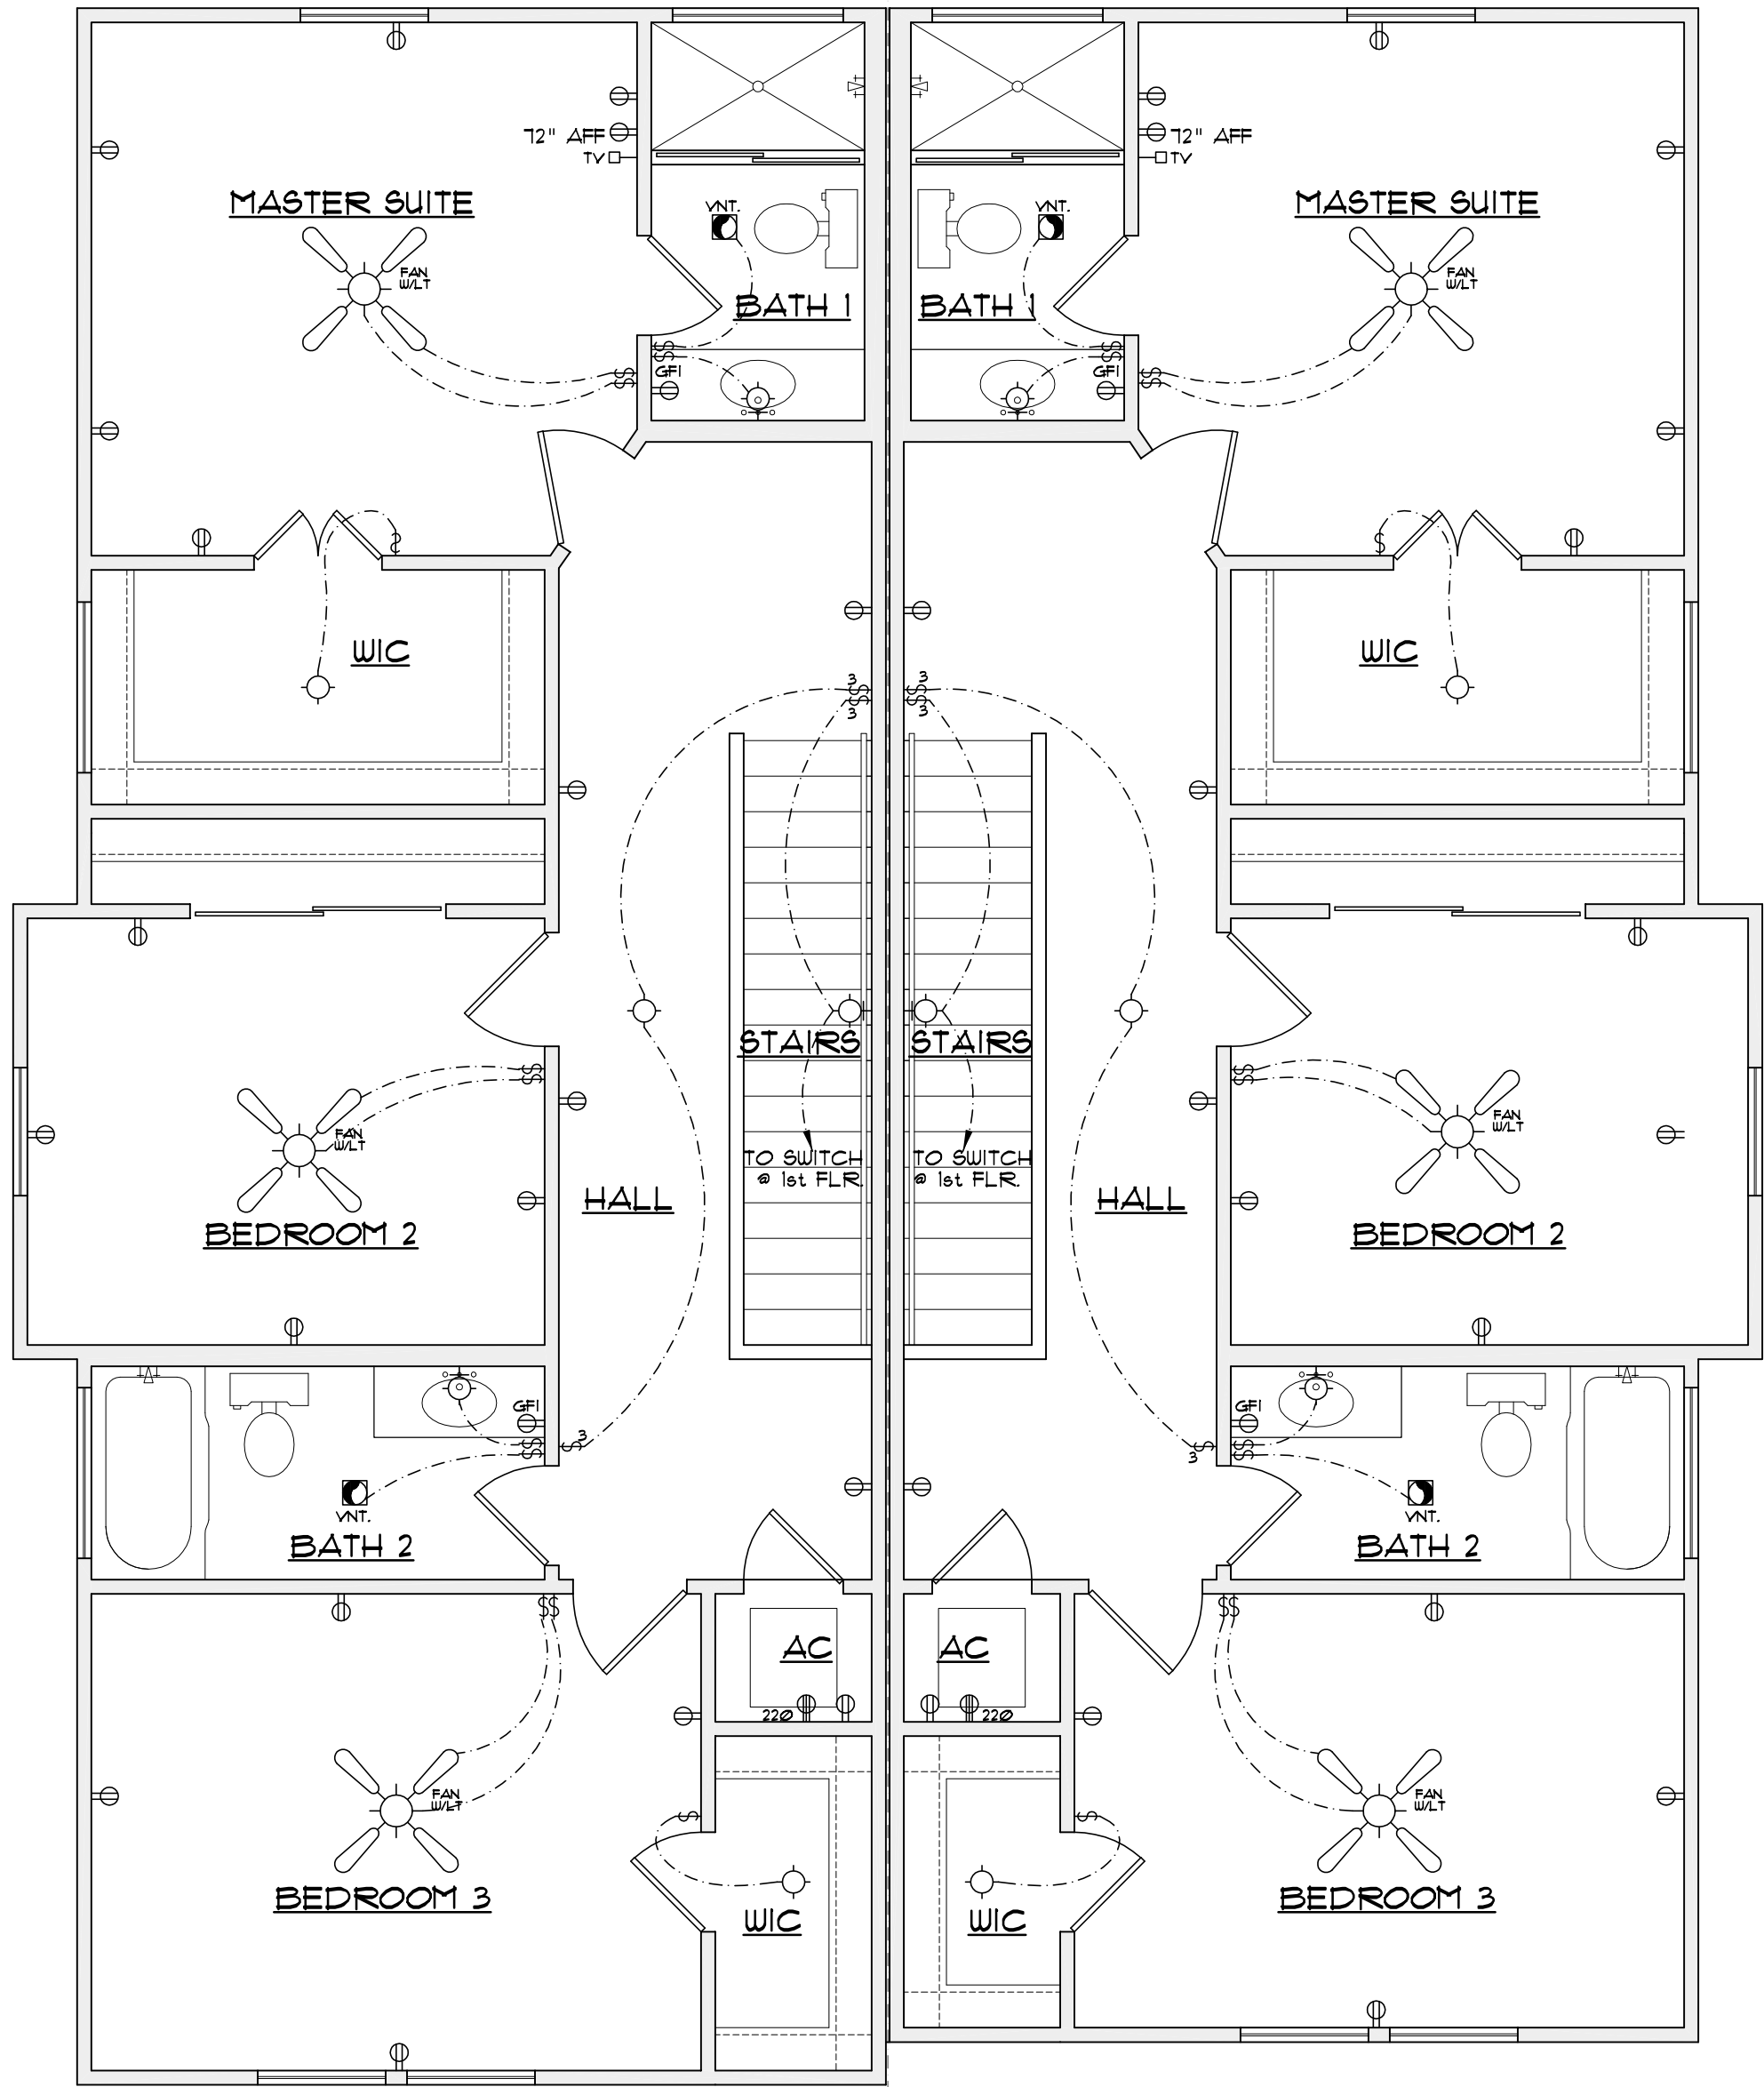 72" AFF
TV
72" AFF
TV
MASTER SUITE
VNT.
VNT.
MASTER SUITE
FAN
W/LT
BATH 1
BATH 1
FAN
W/LT
$
$
GFI
$
$
GFI
$
$
$
$
$
$
WIC
WIC
3
$
$
3
3
$
$
3
STAIRS
STAIRS
$
$
$
$
FAN
W/LT
FAN
W/LT
TO SWITCH
@ 1st FLR.
TO SWITCH
@ 1st FLR.
HALL
HALL
BEDROOM 2
BEDROOM 2
GFI
GFI
$
$
$ 3
3 $
$
$
VNT.
VNT.
BATH 2
BATH 2
$$
$$
AC
AC
220
220
FAN
W/LT
FAN
W/LT
$
$
BEDROOM 3
WIC
WIC
BEDROOM 3